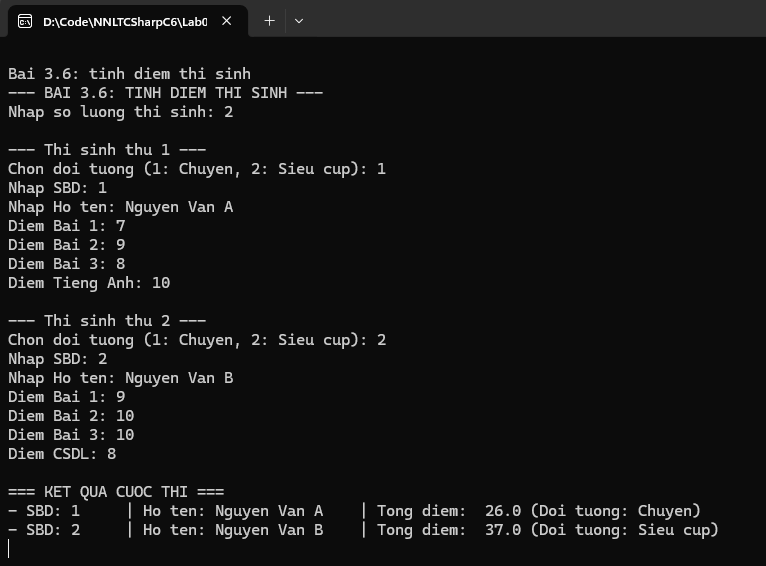 D:\Code\NNLTCSharpC6\Lab0
Bai 3.6: tinh diem thi sinh
--- BAI 3.6: TINH DIEM THI SINH ---
Nhap so luong thi sinh: 2
--- Thi sinh thu 1 ---
Chon doi tuong (1: Chuyen, 2: Sieu cup): 1
Nhap SBD: 1
Nhap Ho ten: Nguyen Van A
Diem Bai 1: 7
Diem Bai 2: 9
Diem Bai 3: 8
Diem Tieng Anh: 10
--- Thi sinh thu 2 ---
Chon doi tuong (1: Chuyen, 2: Sieu cup): 2
Nhap SBD: 2
Nhap Ho ten: Nguyen Van B
Diem Bai 1: 9
Diem Bai 2: 10
Diem Bai 3: 10
Diem CSDL: 8
=== KET QUA CUOC THI ===
- SBD: 1     | Ho ten: Nguyen Van A    | Tong diem:  26.0 (Doi tuong: Chuyen)
- SBD: 2     | Ho ten: Nguyen Van B    | Tong diem:  37.0 (Doi tuong: Sieu cup)